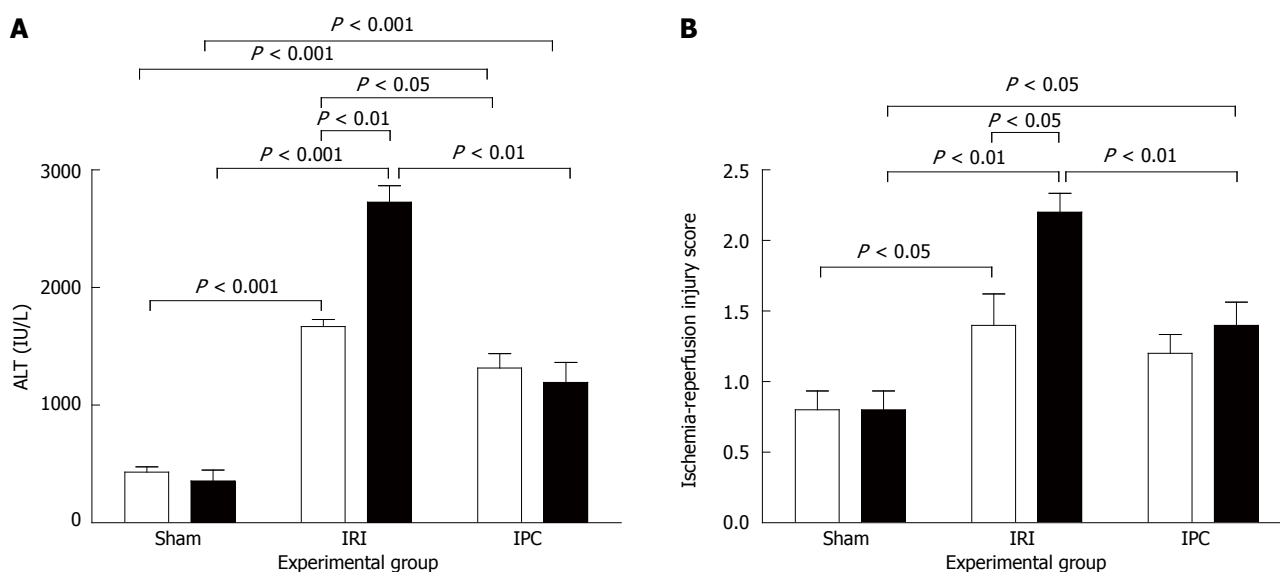 A
P < 0.001
P < 0.001
P < 0.05
P < 0.01
P < 0.001
P < 0.01
P < 0.001
3000
2000
1000
0
ALT (IU/L)
Sham
IRI
IPC
Experimental group
B
P < 0.05
P < 0.05
P < 0.01
P < 0.01
P < 0.05
2.5
2.0
1.5
1.0
0.5
0.0
Ischemia-reperfusion injury score
Sham
IRI
IPC
Experimental group